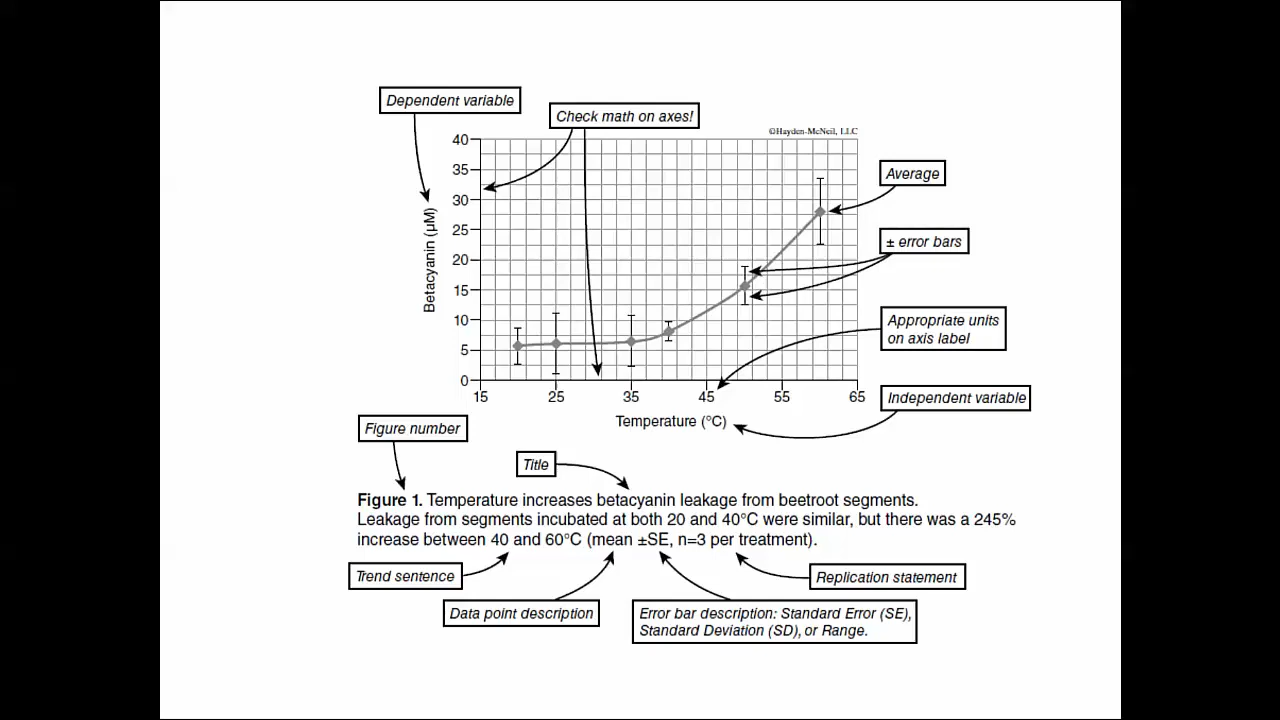 Dependent variable
Check math on axes!
©Hayden-McNeil, LLC
40
35
30
25
20
15
10
5
0
Betacyanin (µM)
Average
± error bars
Appropriate units
on axis label
Independent variable
15 25 35 45 55 65
Temperature (°C)
Figure number
Title
Figure 1. Temperature increases betacyanin leakage from beetroot segments.
Leakage from segments incubated at both 20 and 40°C were similar, but there was a 245%
increase between 40 and 60°C (mean ±SE, n=3 per treatment).
Trend sentence
Replication statement
Data point description
Error bar description: Standard Error (SE),
Standard Deviation (SD), or Range.